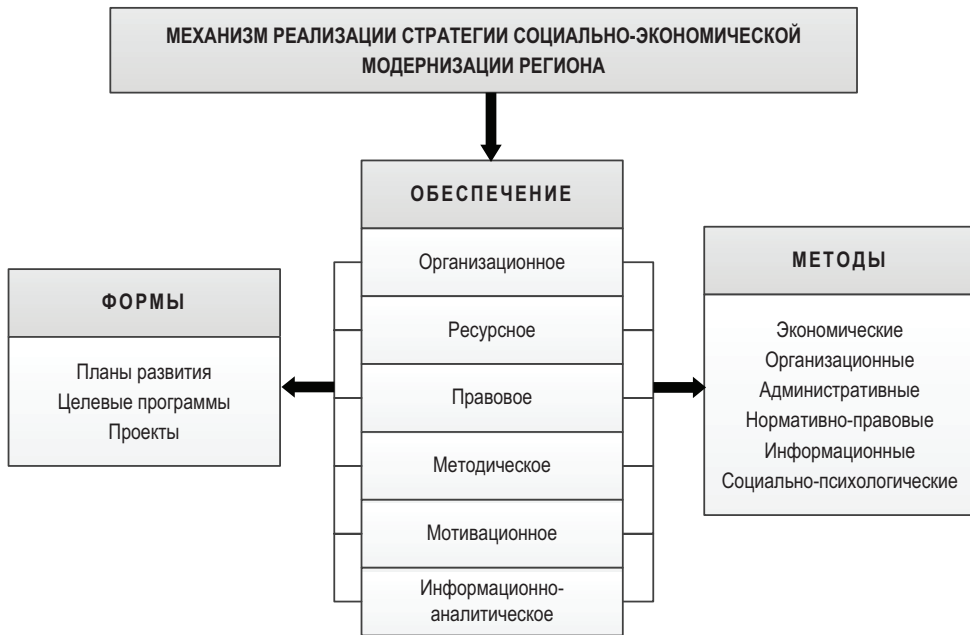 МЕХАНИЗМ РЕАЛИЗАЦИИ СТРАТЕГИИ СОЦИАЛЬНО-ЭКОНОМИЧЕСКОЙ
МОДЕРНИЗАЦИИ РЕГИОНА
ОБЕСПЕЧЕНИЕ
Организационное
Ресурсное
Правовое
Методическое
Мотивационное
Информационно-
аналитическое
ФОРМЫ
Планы развития
Целевые программы
Проекты
МЕТОДЫ
Экономические
Организационные
Административные
Нормативно-правовые
Информационные
Социально-психологические